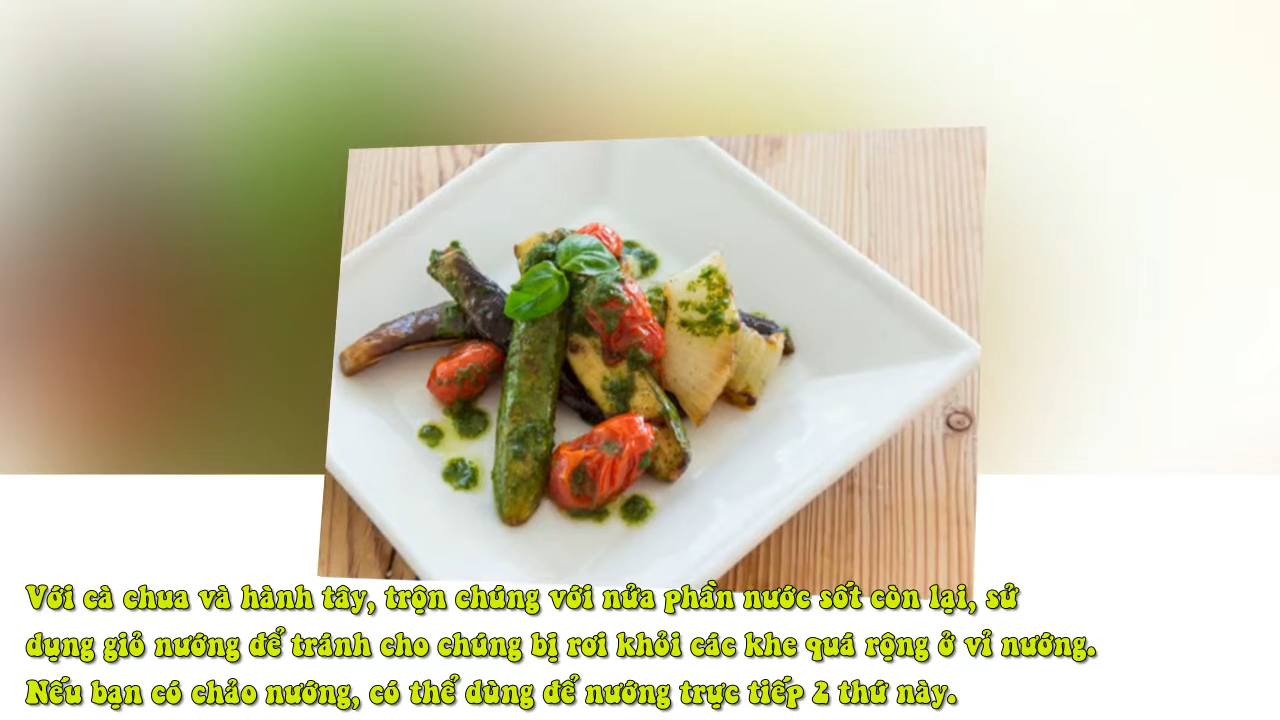 Với cà chua và hành tây, trộn chúng với nửa phần nước sốt còn lại, sử
dụng giỏ nướng để tránh cho chúng bị rơi khỏi các khe quá rộng ở vỉ nướng.
Nếu bạn có chảo nướng, có thể dùng để nướng trực tiếp 2 thứ này.